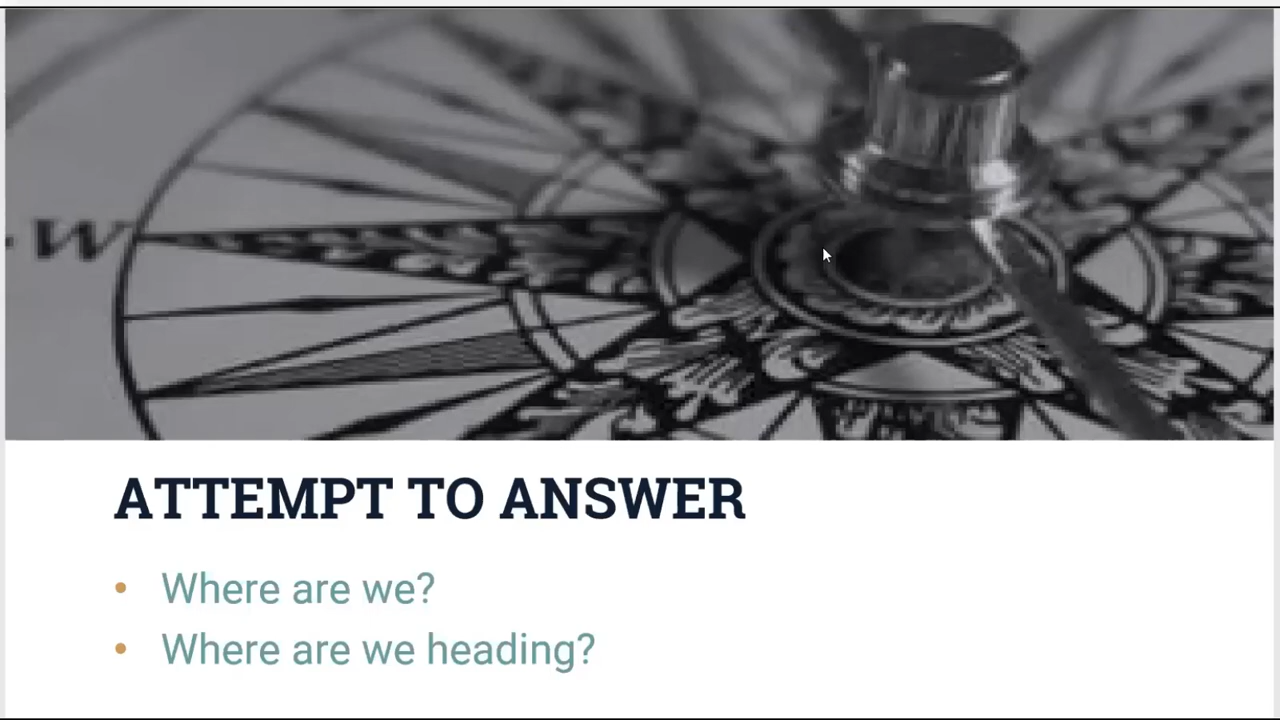 W
ATTEMPT TO ANSWER
• Where are we?
• Where are we heading?